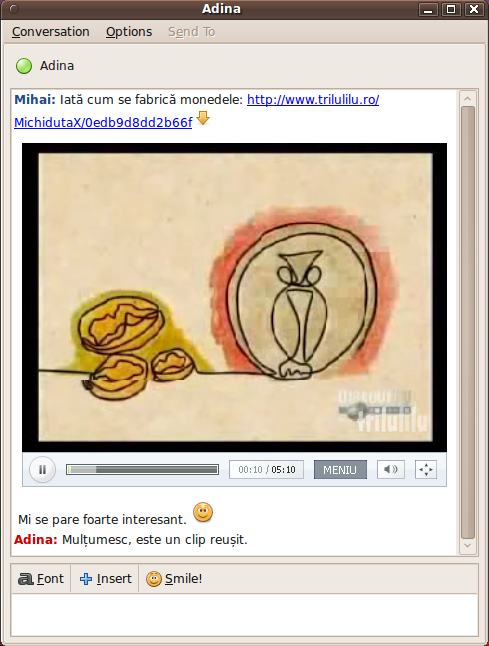 Adina
Conversation Options Send To
Adina
Mihai: Iată cum se fabrică monedele: http://www.trilulilu.ro/
MichidutaX/0edb9d8dd2b66f
trilulilu
00:10 / 05:10 MENIU
Mi se pare foarte interesant.
Adina: Mulțumesc, este un clip reușit.
Font Insert Smile!